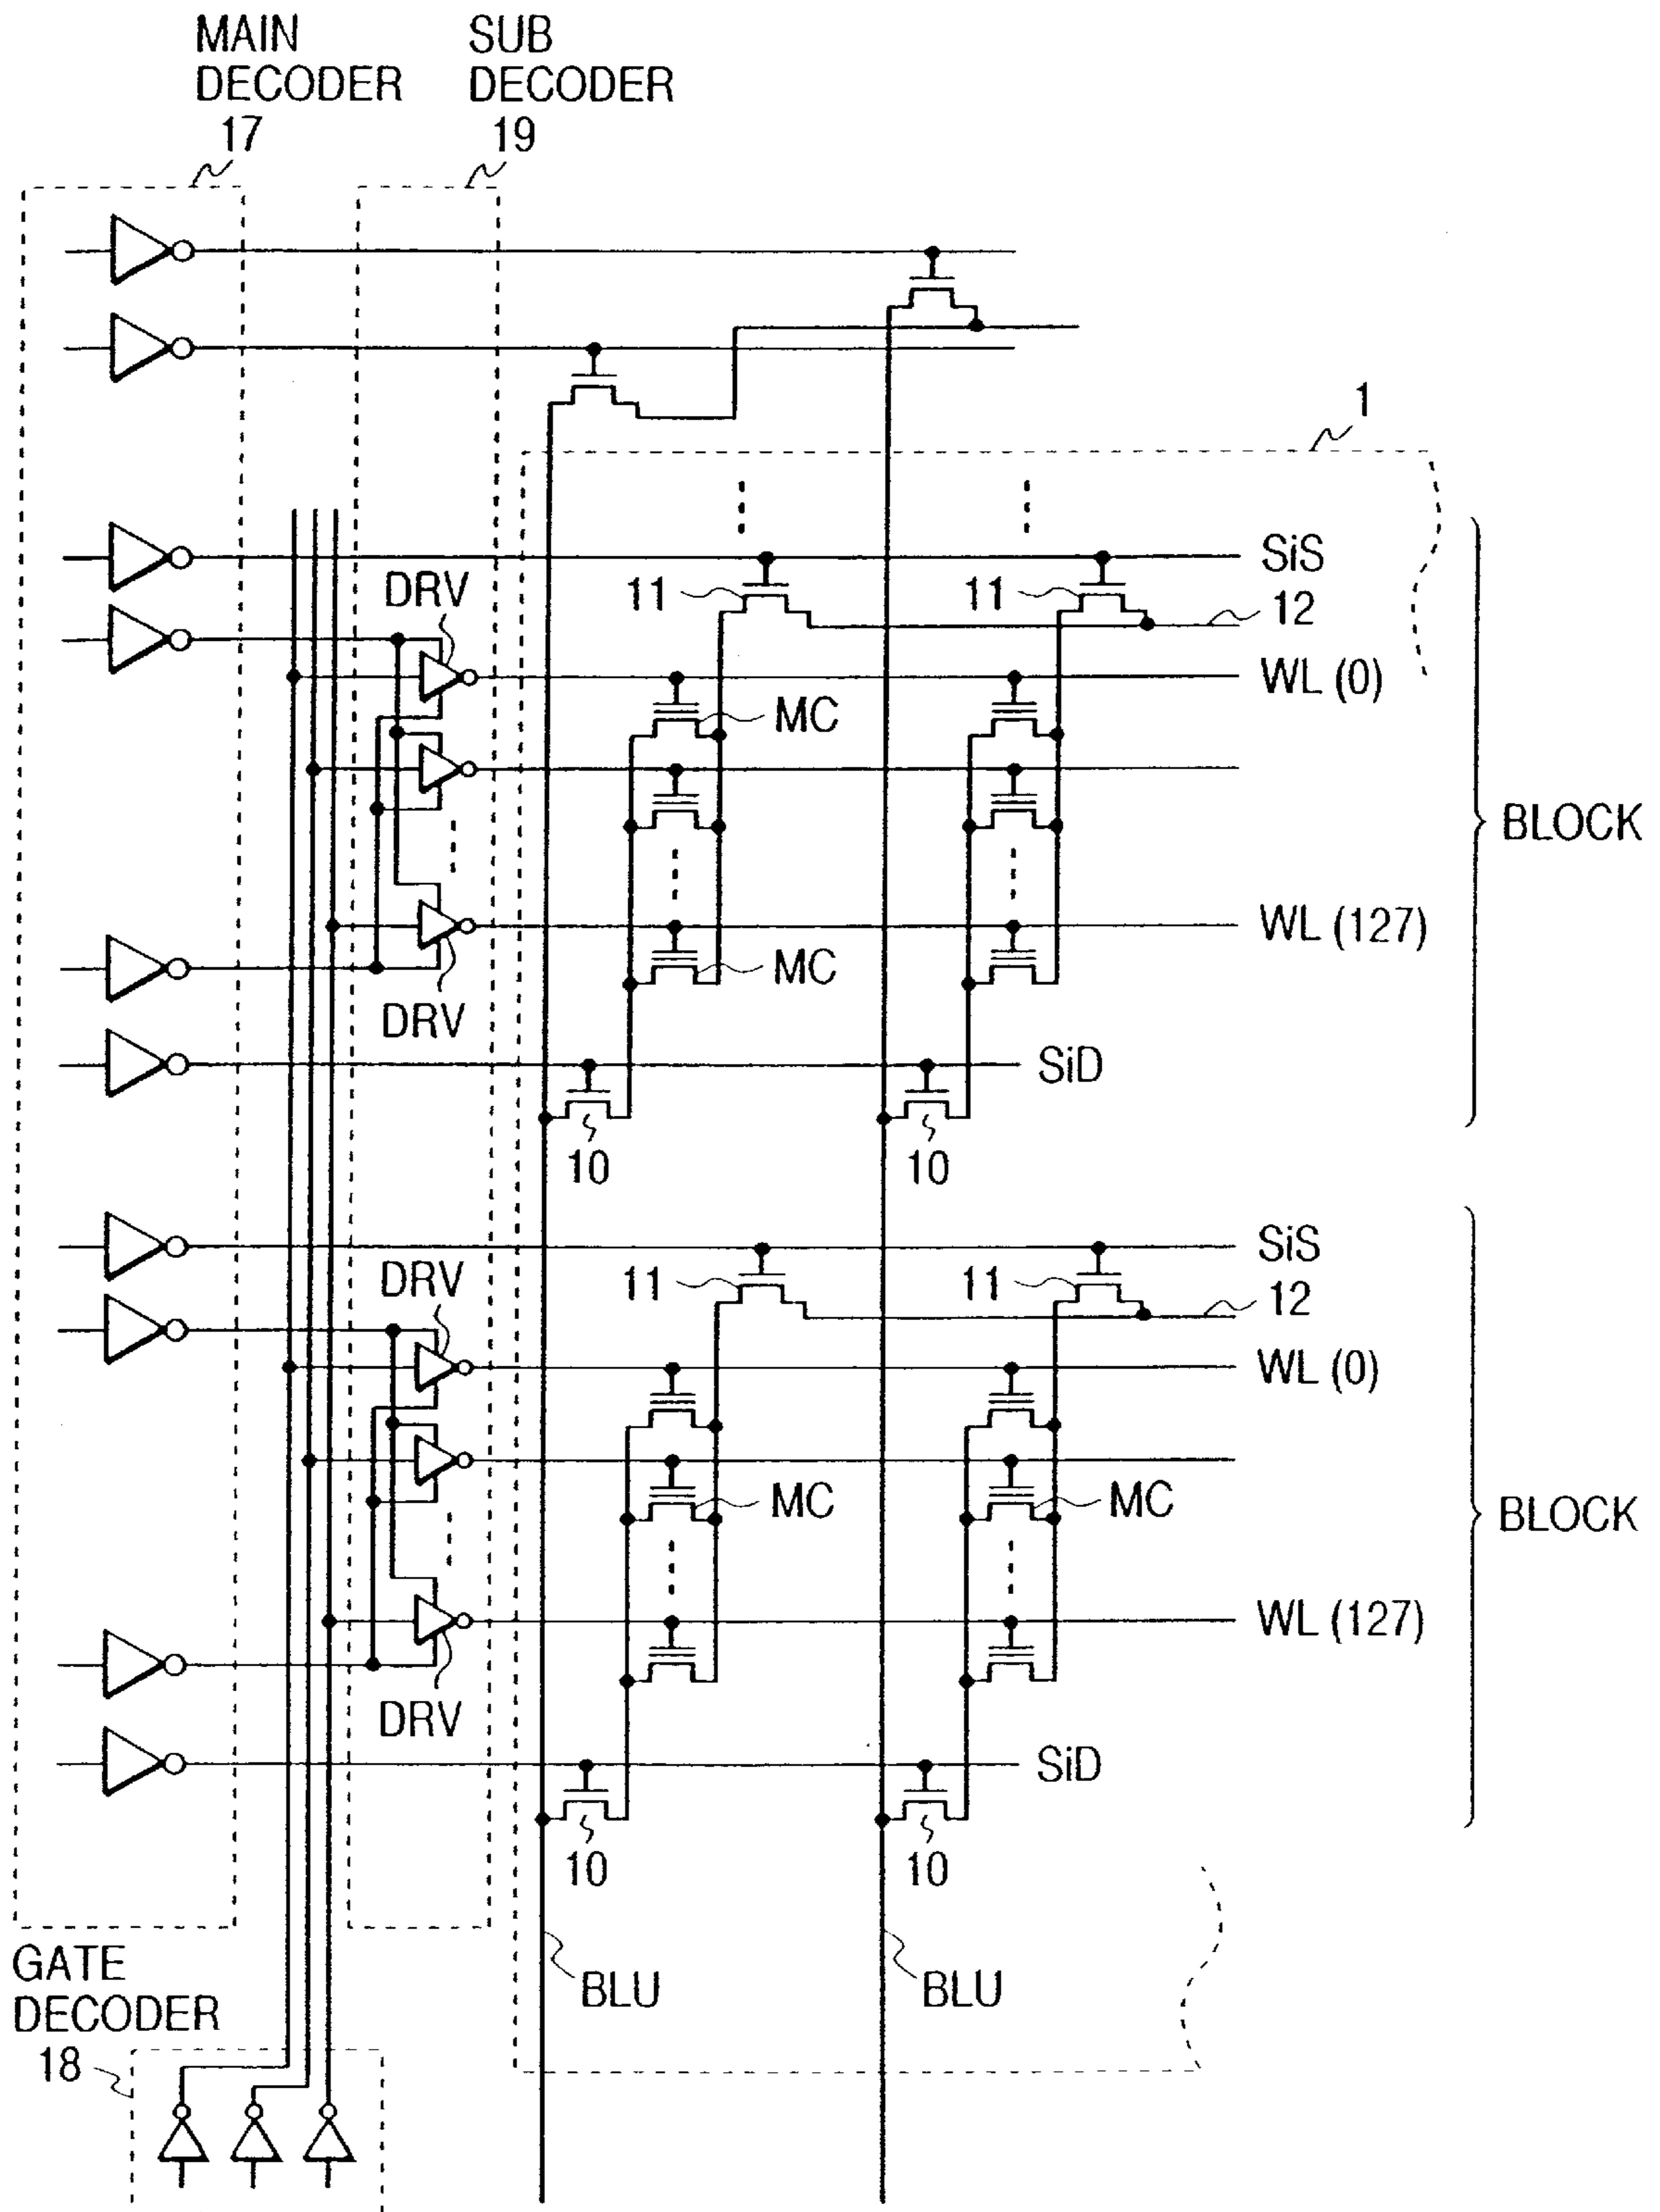 MAIN
DECODER
17
SUB
DECODER
19
1
SiS
DRV
11
11
12
WL (0)
MC
BLOCK
WL (127)
MC
DRV
SiD
10
10
SiS
DRV
11
11
12
WL (0)
MC
MC
BLOCK
WL (127)
DRV
SiD
10
10
GATE
DECODER
18
BLU
BLU